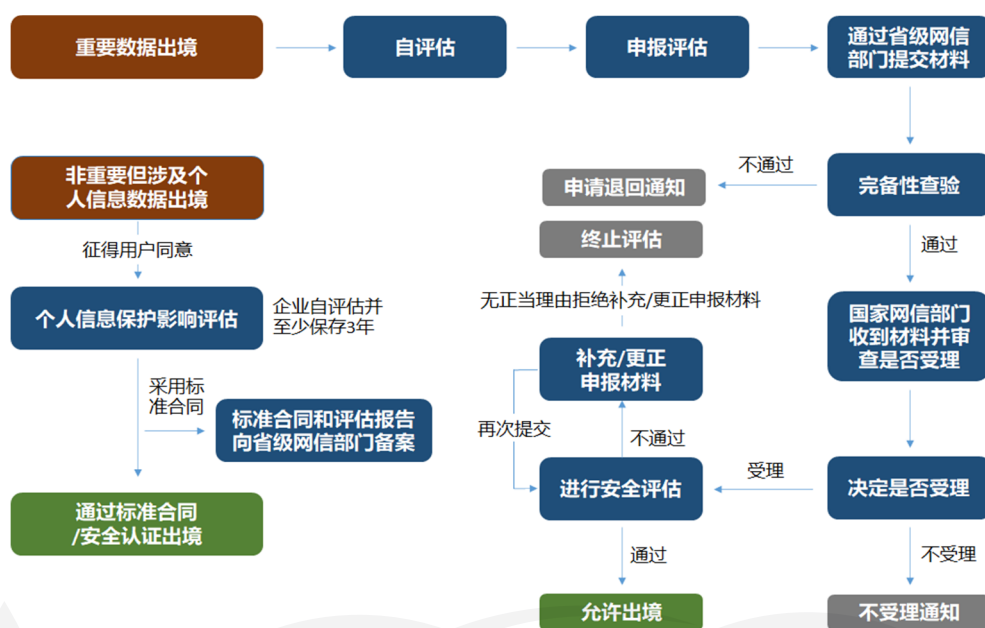 重要数据出境
自评估
申报评估
通过省级网信
部门提交材料
非重要但涉及个
人信息数据出境
申请退回通知
不通过
完备性查验
终止评估
征得用户同意
通过
无正当理由拒绝补充/更正申报材料
个人信息保护影响评估
企业自评估并
至少保存3年
国家网信部门
收到材料并审
查是否受理
补充/更正
申报材料
采用标
准合同
标准合同和评估报告
向省级网信部门备案
再次提交
不通过
进行安全评估
受理
决定是否受理
通过标准合同
/安全认证出境
通过
不受理
允许出境
不受理通知